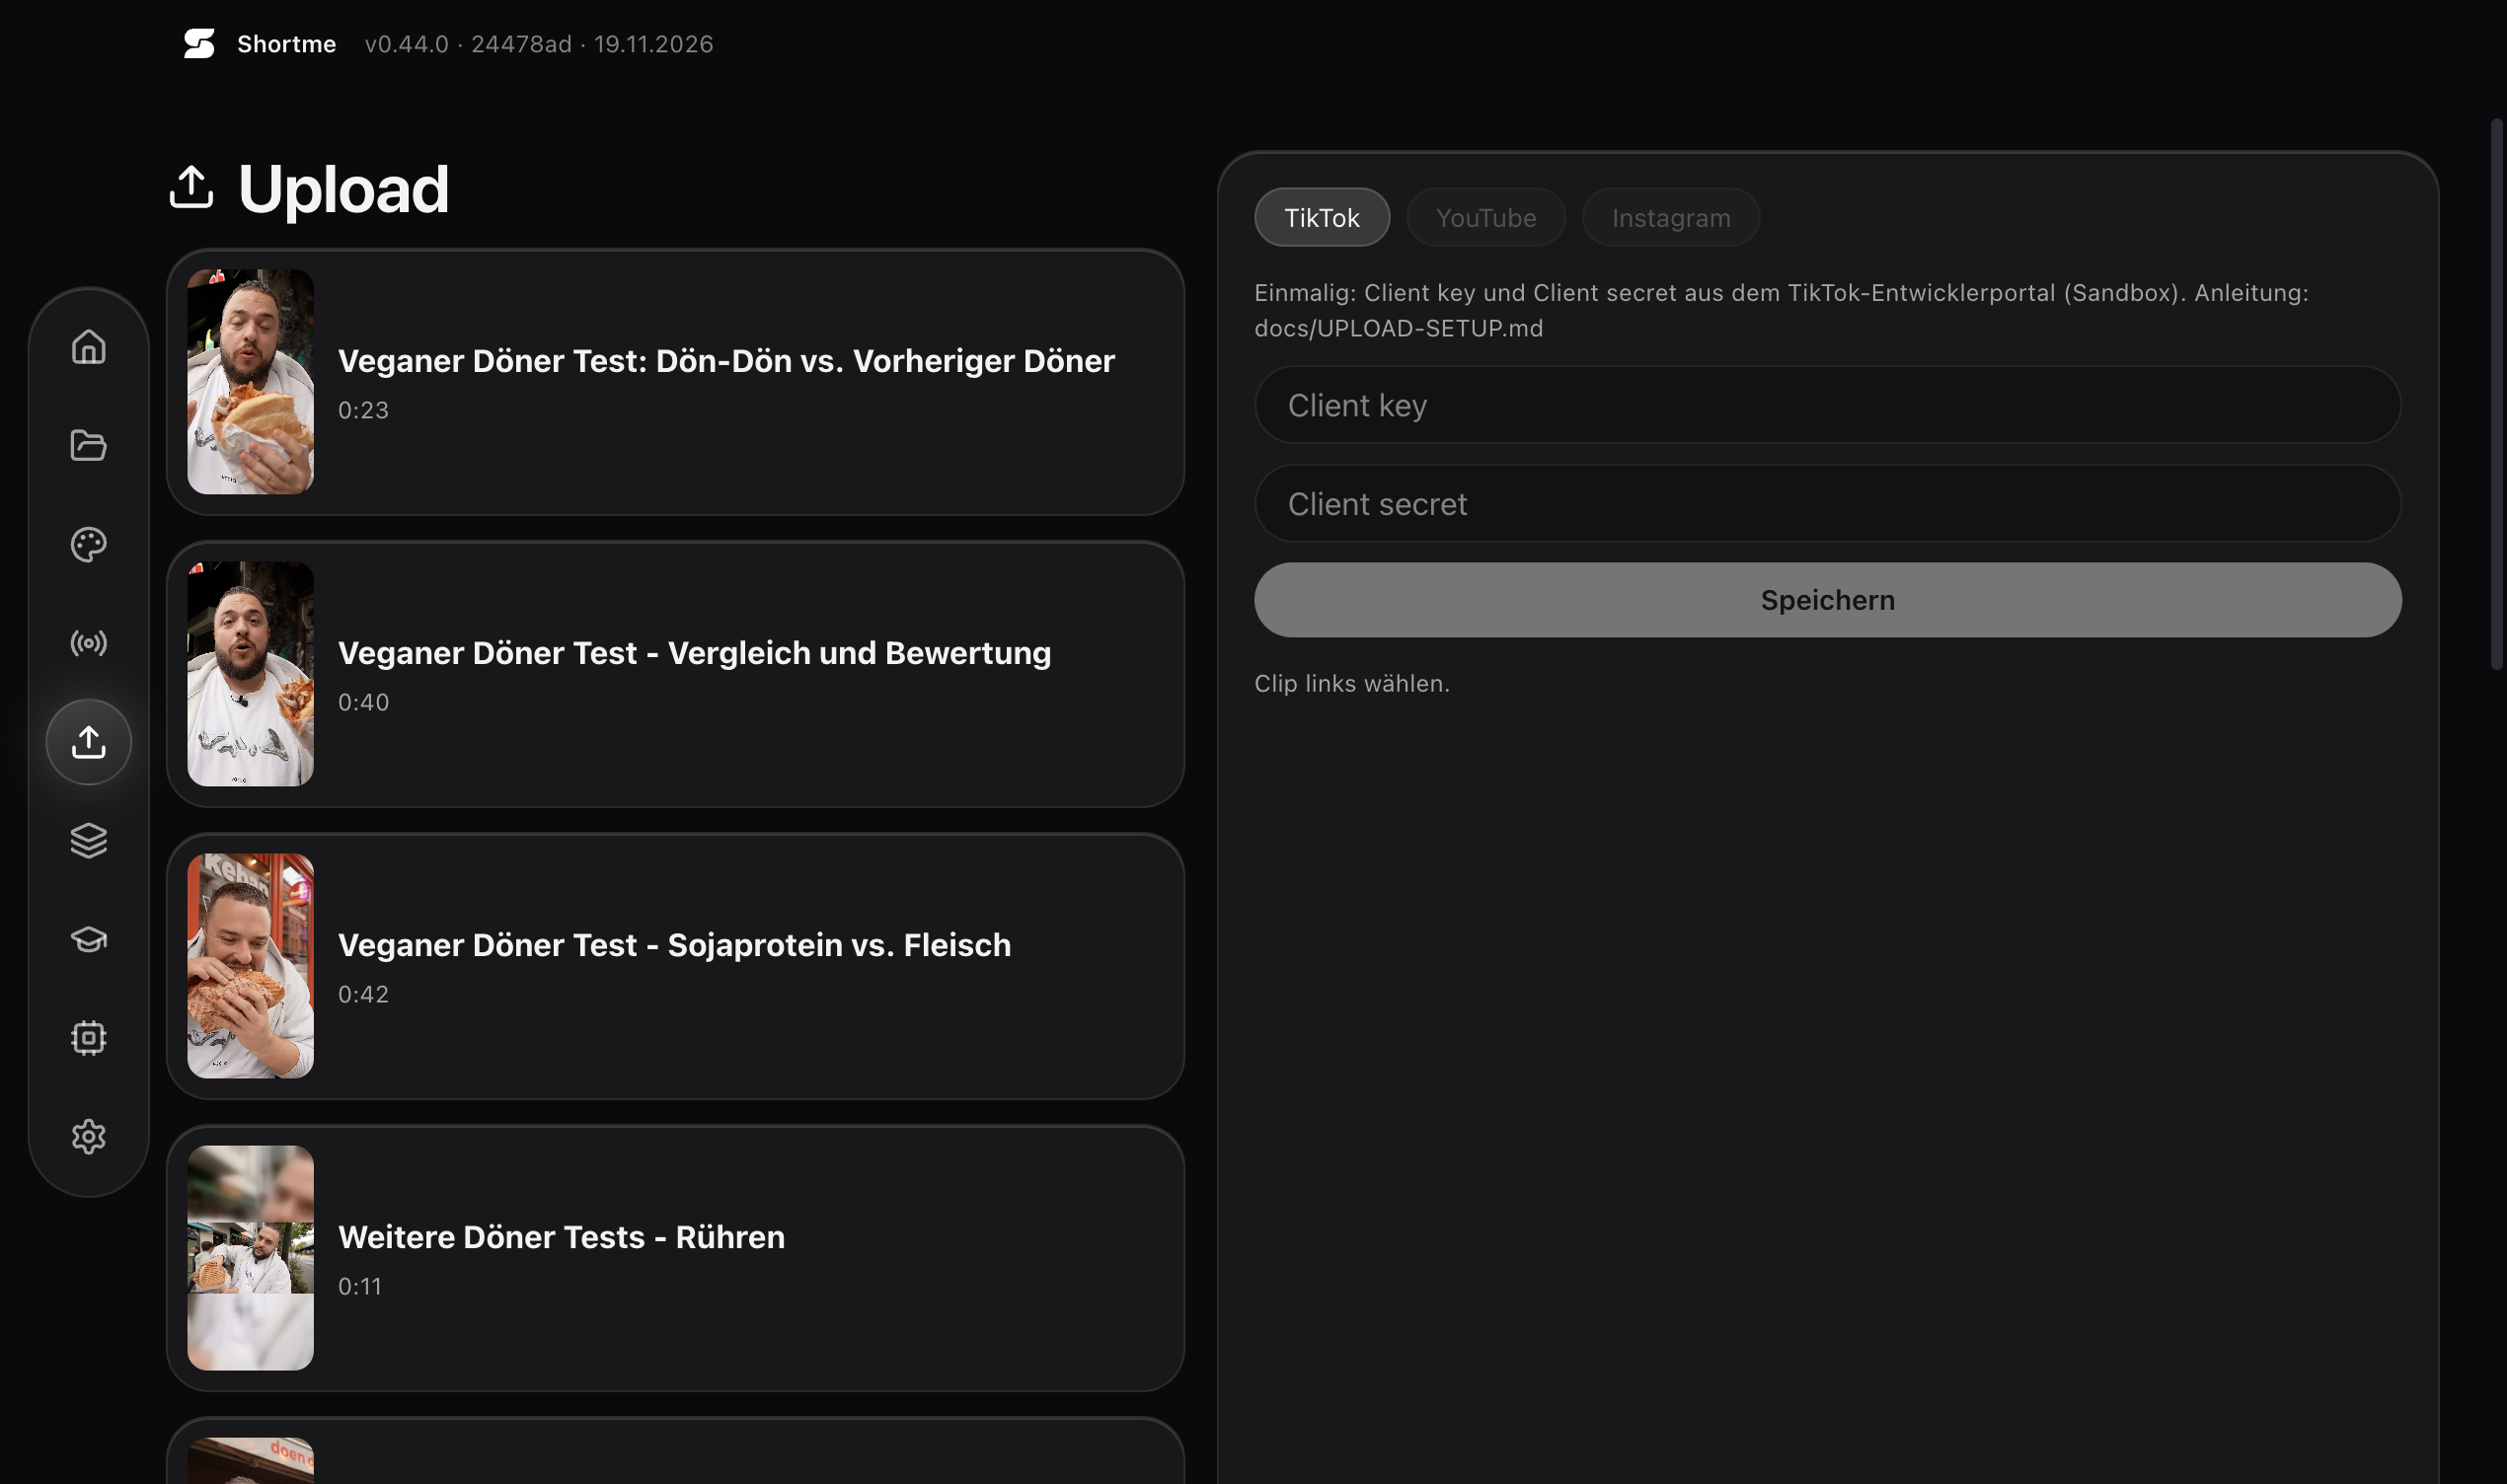 Shortme v0.44.0 · 24478ad · 19.11.2026
Upload
Veganer Döner Test: Dön-Dön vs. Vorheriger Döner
0:23
Veganer Döner Test - Vergleich und Bewertung
0:40
Kebap
Veganer Döner Test - Sojaprotein vs. Fleisch
0:42
Weitere Döner Tests - Rühren
0:11
TikTok YouTube Instagram
Einmalig: Client key und Client secret aus dem TikTok-Entwicklerportal (Sandbox). Anleitung:
docs/UPLOAD-SETUP.md
Client key
Client secret
Speichern
Clip links wählen.